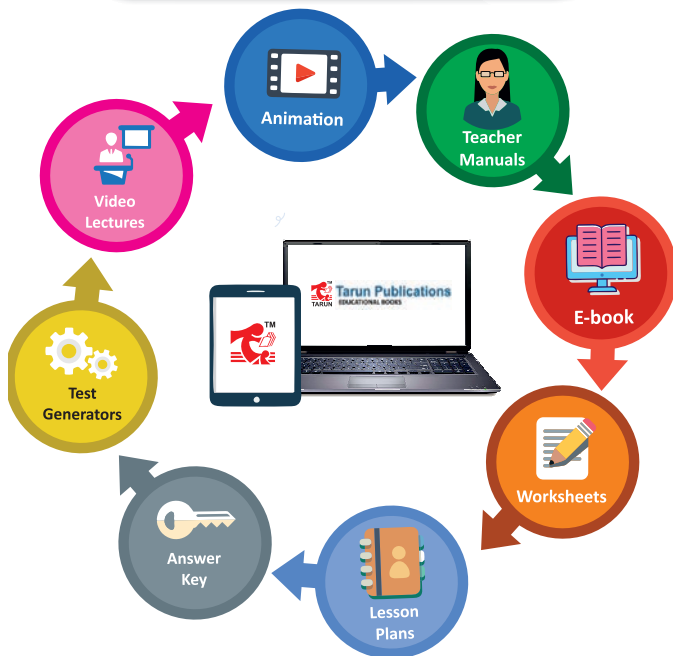 Animation
Teacher
Manuals
Video
Lectures
E-book
TM
TARUN
Tarun Publications
EDUCATIONAL BOOKS
TM
Test
Generators
Worksheets
Answer
Key
Lesson
Plans